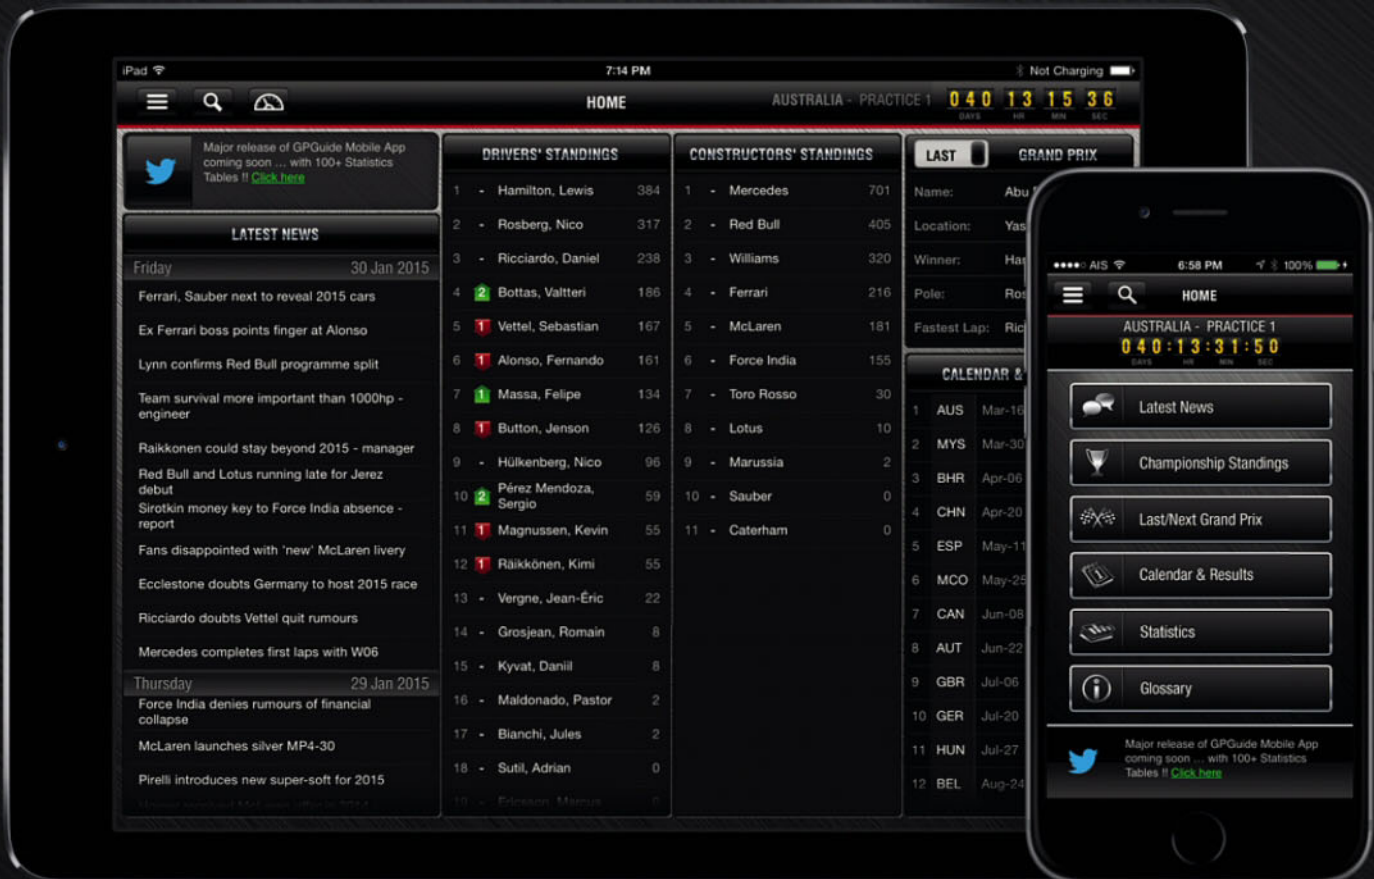 iPad
7:14 PM
Not Charging
HOME
AUSTRALIA - PRACTICE 1
040 13 15 36
DAYS HR MIN SEC
Major release of GPGuide Mobile App
coming soon ... with 100+ Statistics
Tables !! Click here
LATEST NEWS
Friday 30 Jan 2015
Ferrari, Sauber next to reveal 2015 cars
Ex Ferrari boss points finger at Alonso
Lynn confirms Red Bull programme split
Team survival more important than 1000hp -
engineer
Raikkonen could stay beyond 2015 - manager
Red Bull and Lotus running late for Jerez
debut
Sirotkin money key to Force India absence -
report
Fans disappointed with 'new' McLaren livery
Ecclestone doubts Germany to host 2015 race
Ricciardo doubts Vettel quit rumours
Mercedes completes first laps with W06
Thursday 29 Jan 2015
Force India denies rumours of financial
collapse
McLaren launches silver MP4-30
Pirelli introduces new super-soft for 2015
DRIVERS' STANDINGS
1 - Hamilton, Lewis 384
2 - Rosberg, Nico 317
3 - Ricciardo, Daniel 238
4 2 Bottas, Valtteri 186
5 1 Vettel, Sebastian 167
6 1 Alonso, Fernando 161
7 1 Massa, Felipe 134
8 1 Button, Jenson 126
9 - Hülkenberg, Nico 96
10 2 Pérez Mendoza,
Sergio 59
11 1 Magnussen, Kevin 55
12 1 Räikkönen, Kimi 55
13 - Vergne, Jean-Éric 22
14 - Grosjean, Romain 8
15 - Kvyat, Daniil 8
16 - Maldonado, Pastor 2
17 - Bianchi, Jules 2
18 - Sutil, Adrian 0
19 - Ericsson, Marcus 0
CONSTRUCTORS' STANDINGS
1 - Mercedes 701
2 - Red Bull 405
3 - Williams 320
4 - Ferrari 216
5 - McLaren 181
6 - Force India 155
7 - Toro Rosso 30
8 - Lotus 10
9 - Marussia 2
10 - Sauber 0
11 - Caterham 0
LAST GRAND PRIX
Name: Abu
Location: Yas
Winner: Ha
Pole: Ros
Fastest Lap: Ric
CALENDAR &
1 AUS Mar-16
2 MYS Mar-30
3 BHR Apr-06
4 CHN Apr-20
5 ESP May-11
6 MCO May-25
7 CAN Jun-08
8 AUT Jun-22
9 GBR Jul-06
10 GER Jul-20
11 HUN Jul-27
12 BEL Aug-24
AIS
6:58 PM
100%
HOME
AUSTRALIA - PRACTICE 1
040:13:31:50
DAYS HR MIN SEC
Latest News
Championship Standings
Last/Next Grand Prix
Calendar & Results
Statistics
Glossary
Major release of GPGuide Mobile App
coming soon ... with 100+ Statistics
Tables !! Click here